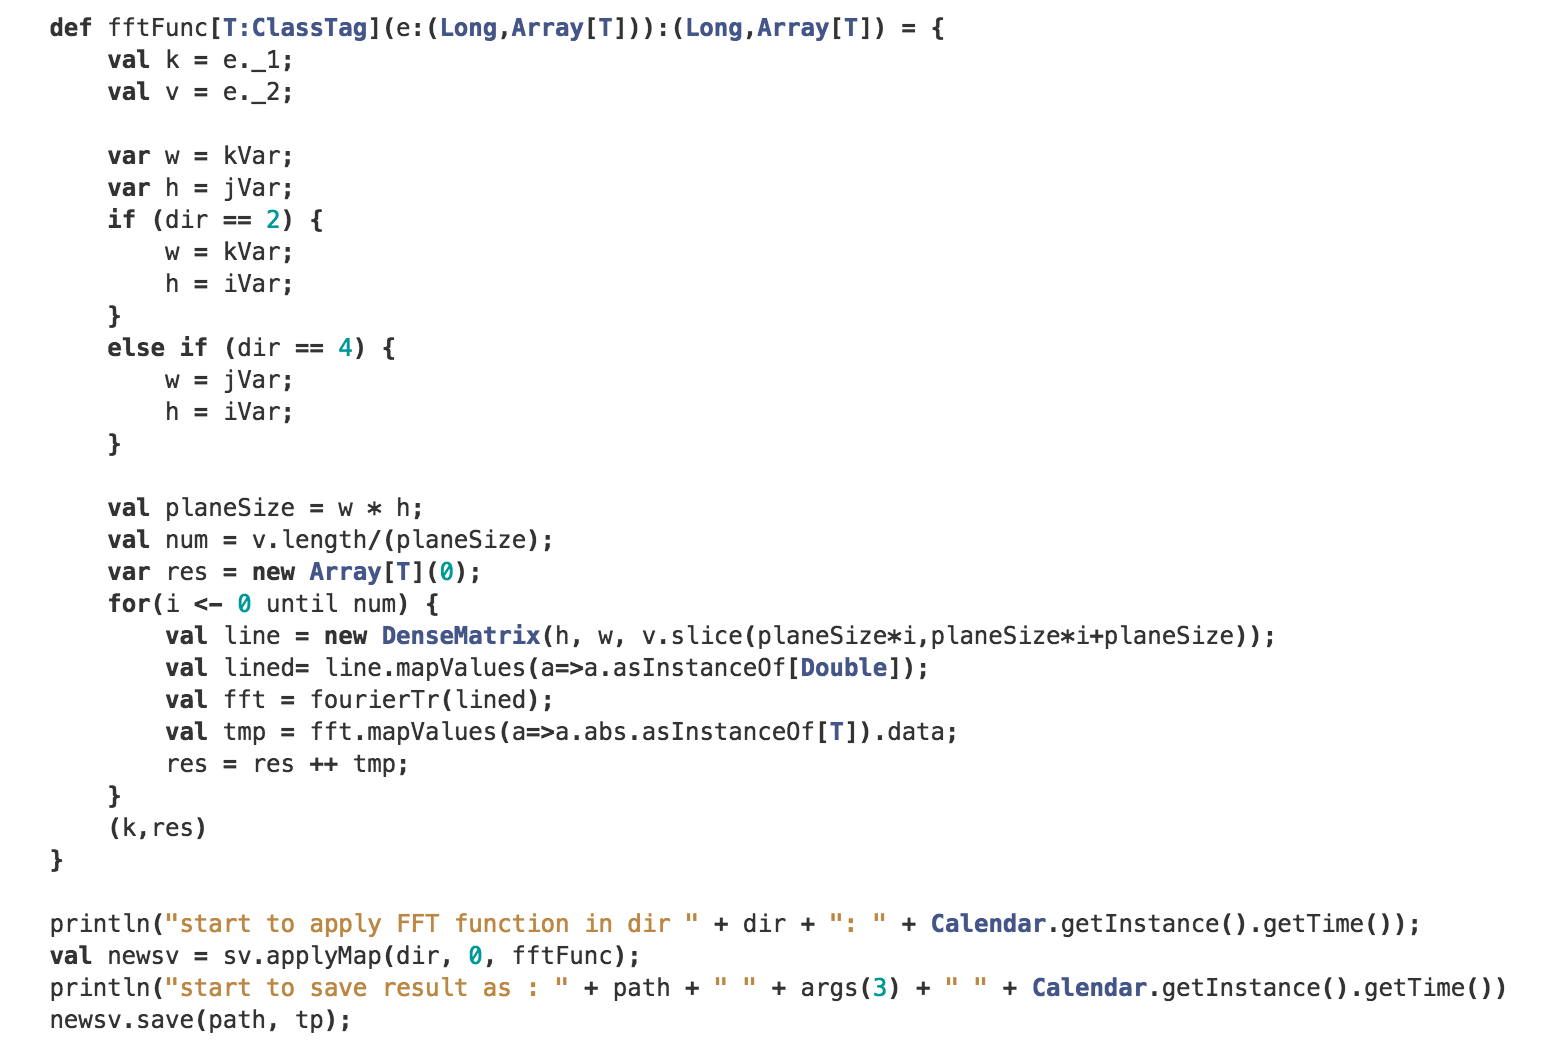 def fftFunc[T:ClassTag](e:(Long,Array[T])):(Long,Array[T]) = {
    val k = e._1;
    val v = e._2;

    var w = kVar;
    var h = jVar;
    if (dir == 2) {
        w = kVar;
        h = iVar;
    }
    else if (dir == 4) {
        w = jVar;
        h = iVar;
    }

    val planeSize = w * h;
    val num = v.length/(planeSize);
    var res = new Array[T](0);
    for(i <- 0 until num) {
        val line = new DenseMatrix(h, w, v.slice(planeSize*i,planeSize*i+planeSize));
        val lined= line.mapValues(a=>a.asInstanceOf[Double]);
        val fft = fourierTr(lined);
        val tmp = fft.mapValues(a=>a.abs.asInstanceOf[T]).data;
        res = res ++ tmp;
    }
    (k,res)
}

println("start to apply FFT function in dir " + dir + ": " + Calendar.getInstance().getTime());
val newsv = sv.applyMap(dir, 0, fftFunc);
println("start to save result as : " + path + " " + args(3) + " " + Calendar.getInstance().getTime())
newsv.save(path, tp);